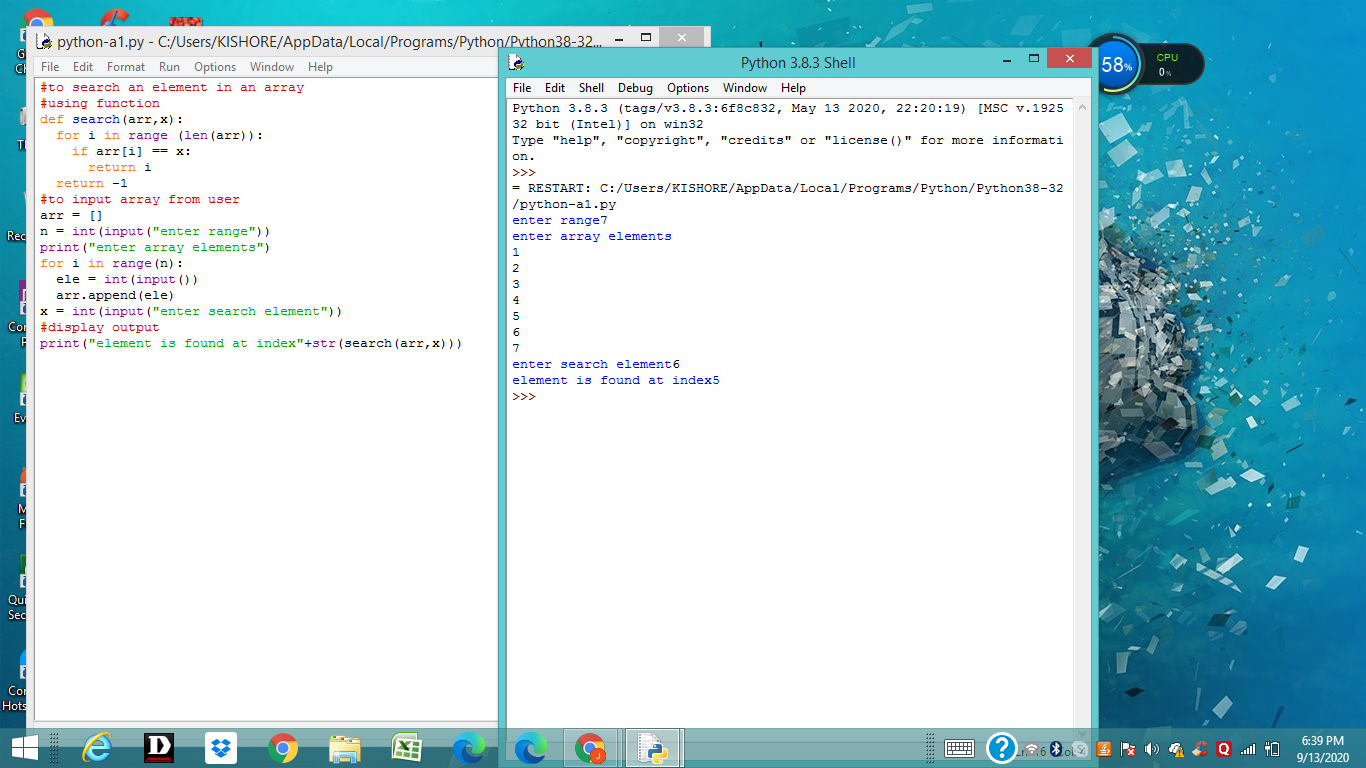 python-a1.py - C:/Users/KISHORE/AppData/Local/Programs/Python/Python38-32...
File Edit Format Run Options Window Help
#to search an element in an array
#using function
def search(arr,x):
  for i in range (len(arr)):
    if arr[i] == x:
      return i
  return -1
#to input array from user
arr = []
n = int(input("enter range"))
print("enter array elements")
for i in range(n):
  ele = int(input())
  arr.append(ele)
x = int(input("enter search element"))
#display output
print("element is found at index"+str(search(arr,x)))
Python 3.8.3 Shell
File Edit Shell Debug Options Window Help
Python 3.8.3 (tags/v3.8.3:6f8c832, May 13 2020, 22:20:19) [MSC v.1925
32 bit (Intel)] on win32
Type "help", "copyright", "credits" or "license()" for more informati
on.
>>>
= RESTART: C:/Users/KISHORE/AppData/Local/Programs/Python/Python38-32
/python-a1.py
enter range7
enter array elements
1
2
3
4
5
6
7
enter search element6
element is found at index5
>>>
58%
CPU
0%
6:39 PM
9/13/2020